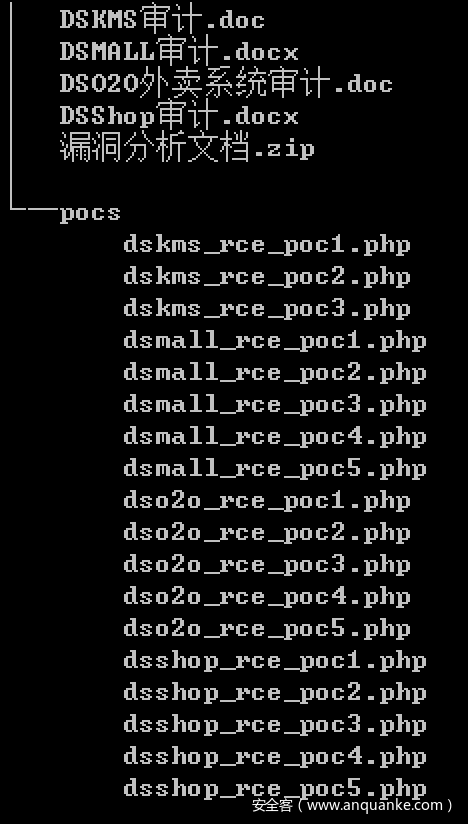 DSKMS审计.doc
DSMALL审计.docx
DSO2O外卖系统审计.doc
DSShop审计.docx
漏洞分析文档.zip
pocs
dskms_rce_poc1.php
dskms_rce_poc2.php
dskms_rce_poc3.php
dsmall_rce_poc1.php
dsmall_rce_poc2.php
dsmall_rce_poc3.php
dsmall_rce_poc4.php
dsmall_rce_poc5.php
dso2o_rce_poc1.php
dso2o_rce_poc2.php
dso2o_rce_poc3.php
dso2o_rce_poc4.php
dso2o_rce_poc5.php
dsshop_rce_poc1.php
dsshop_rce_poc2.php
dsshop_rce_poc3.php
dsshop_rce_poc4.php
dsshop_rce_poc5.php
安全客（www.anquanke.com）